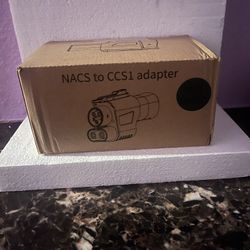 NACS to CCS1 adapter